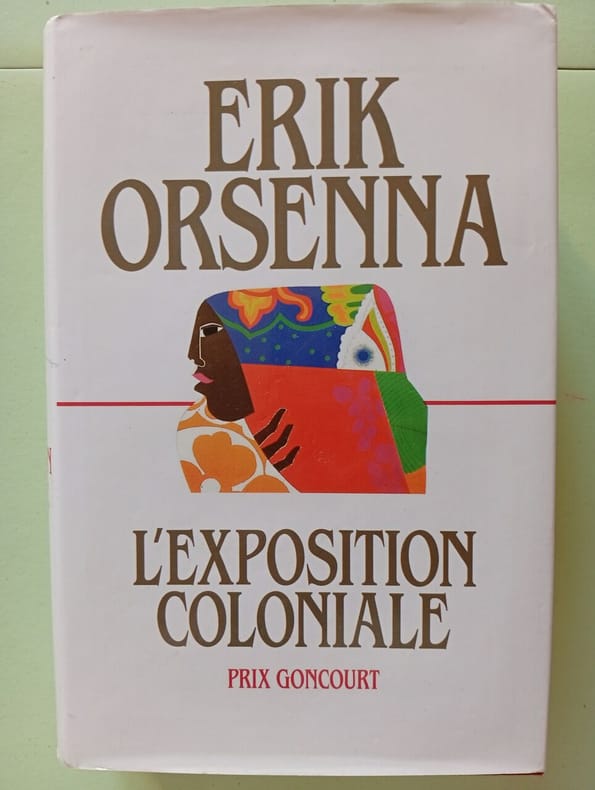 ERIK
ORSENNA
L'EXPOSITION
COLONIALE
PRIX GONCOURT